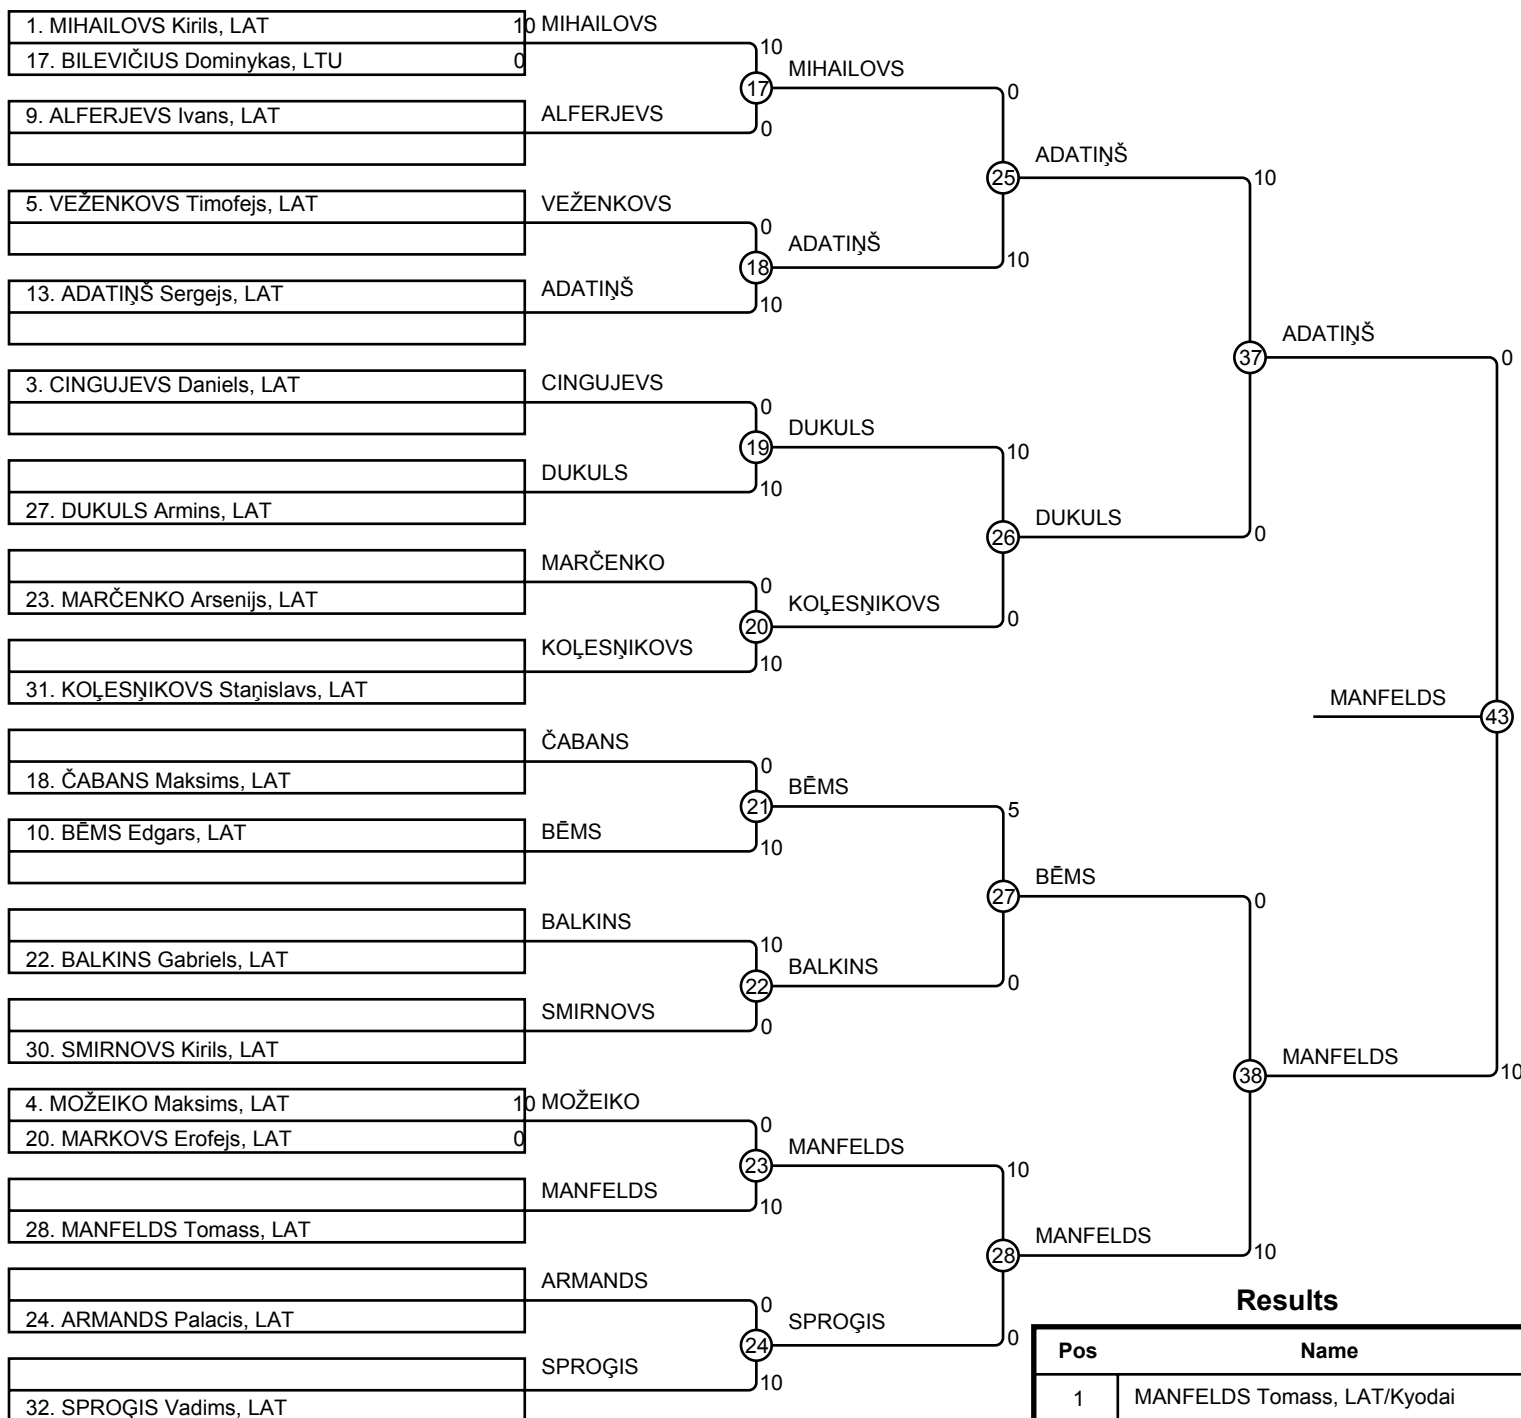 1. MIHAILOVS Kirils, LAT 10
17. BILEVIČIUS Dominykas, LTU 0
9. ALFERJEVS Ivans, LAT
5. VEŽENKOVS Timofejs, LAT
13. ADATIŅŠ Sergejs, LAT
3. CINGUJEVS Daniels, LAT
27. DUKULS Armins, LAT
23. MARČENKO Arsenijs, LAT
31. KOĻESŅIKOVS Staņislavs, LAT
18. ČABANS Maksims, LAT
10. BĒMS Edgars, LAT
22. BALKINS Gabriels, LAT
30. SMIRNOVS Kirils, LAT
4. MOŽEIKO Maksims, LAT 10
20. MARKOVS Erofejs, LAT 0
28. MANFELDS Tomass, LAT
24. ARMANDS Palacis, LAT
32. SPROĢIS Vadims, LAT
MIHAILOVS
10
17
ALFERJEVS
0
VEŽENKOVS
0
18
ADATIŅŠ
10
CINGUJEVS
0
19
DUKULS
10
MARČENKO
0
20
KOĻESŅIKOVS
10
ČABANS
0
21
BĒMS
10
BALKINS
10
22
SMIRNOVS
0
MOŽEIKO
0
23
MANFELDS
10
ARMANDS
0
24
SPROĢIS
10
MIHAILOVS
0
25
ADATIŅŠ
10
DUKULS
10
26
KOĻESŅIKOVS
0
BĒMS
5
27
BALKINS
0
MANFELDS
10
28
SPROĢIS
0
ADATIŅŠ
10
37
DUKULS
0
BĒMS
0
38
MANFELDS
10
ADATIŅŠ
0
MANFELDS
43
MANFELDS
10
Results
Pos Name
1 MANFELDS Tomass, LAT/Kyodai